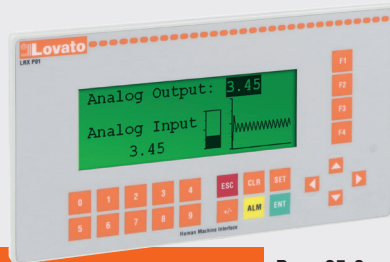 Lovato
LRX P01
Analog Output: 3.45
Analog Input
3.45
F1
F2
F3
F4
0 1 2 3 4 ESC CLR SET
5 6 7 8 9 +/- ALM ENT
Human Machine Interface